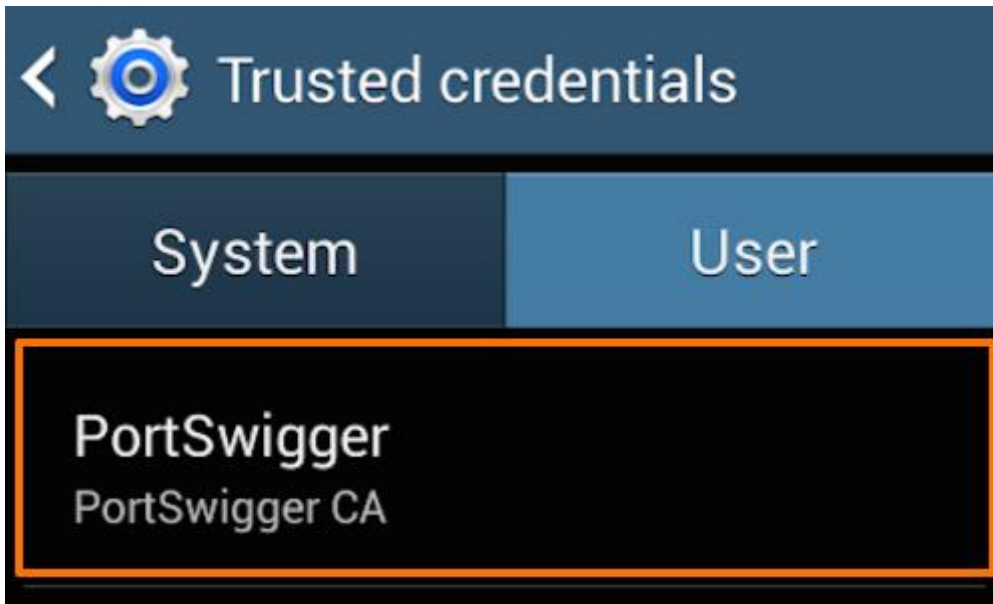 Trusted credentials
System
User
PortSwigger
PortSwigger CA